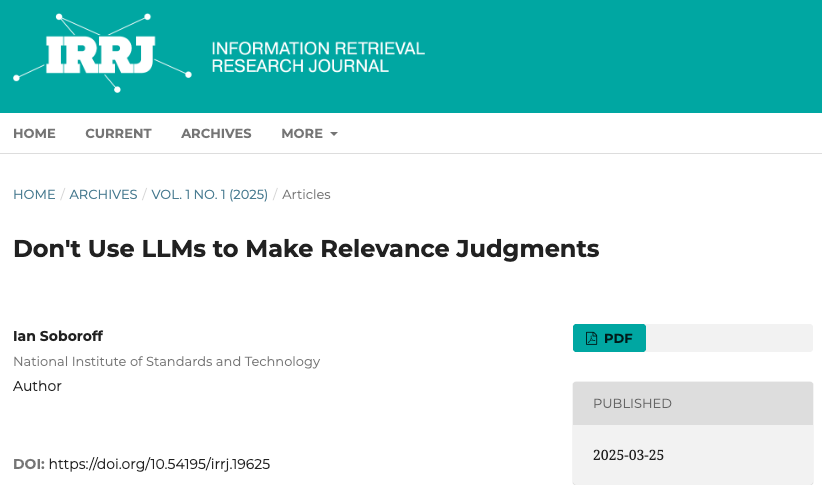 IRRJ
INFORMATION RETRIEVAL
RESEARCH JOURNAL
HOME CURRENT ARCHIVES MORE
HOME / ARCHIVES / VOL. 1 NO. 1 (2025) / Articles
Don't Use LLMs to Make Relevance Judgments
Ian Soboroff
National Institute of Standards and Technology
Author
DOI: https://doi.org/10.54195/irrj.19625
PDF
PUBLISHED
2025-03-25